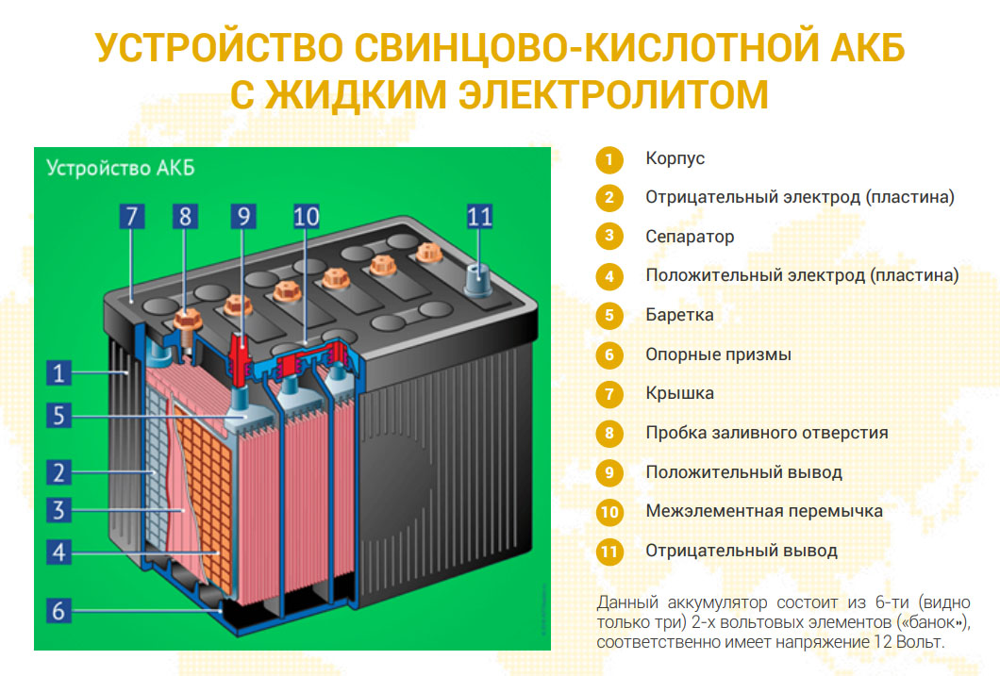 УСТРОЙСТВО СВИНЦОВО-КИСЛОТНОЙ АКБ
С ЖИДКИМ ЭЛЕКТРОЛИТОМ
Устройство АКБ
7 8 9 10 11
1
5
2
3
4
6
1 Корпус
2 Отрицательный электрод (пластина)
3 Сепаратор
4 Положительный электрод (пластина)
5 Баретка
6 Опорные призмы
7 Крышка
8 Пробка заливного отверстия
9 Положительный вывод
10 Межэлементная перемычка
11 Отрицательный вывод
Данный аккумулятор состоит из 6-ти (видно
только три) 2-х вольтовых элементов («банок»),
соответственно имеет напряжение 12 Вольт.